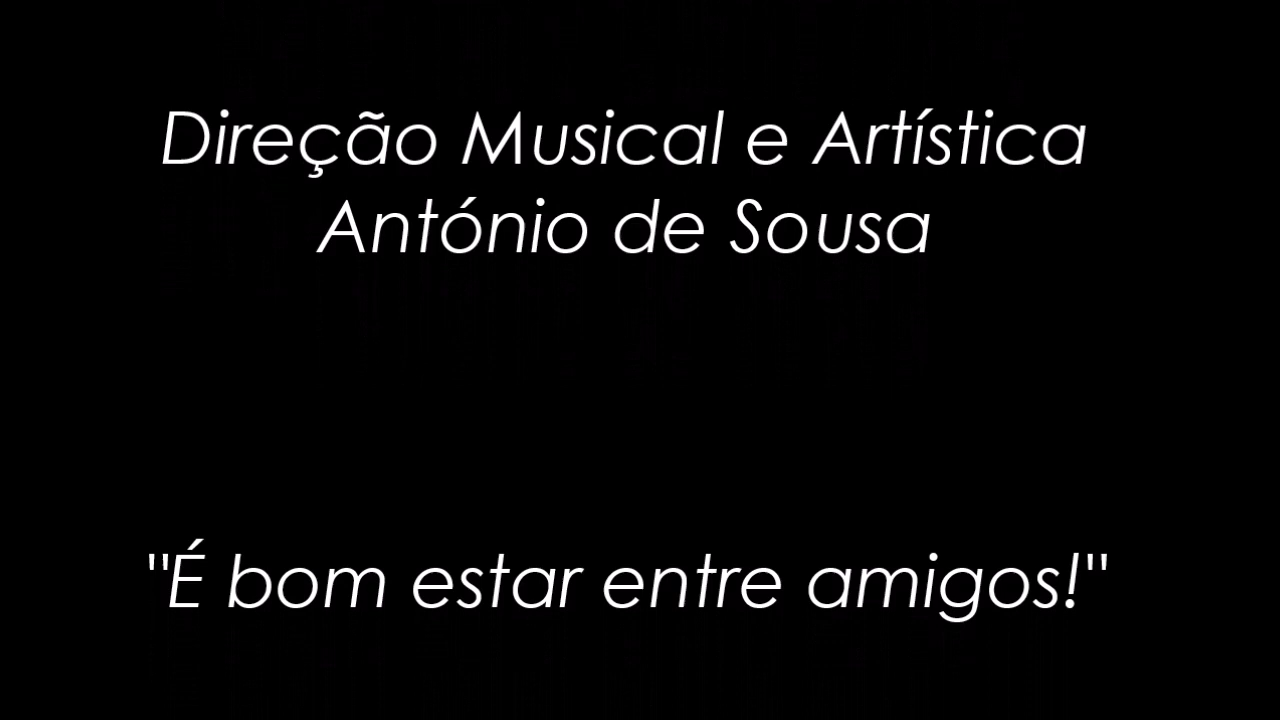 Direção Musical e Artística
António de Sousa
"É bom estar entre amigos!"